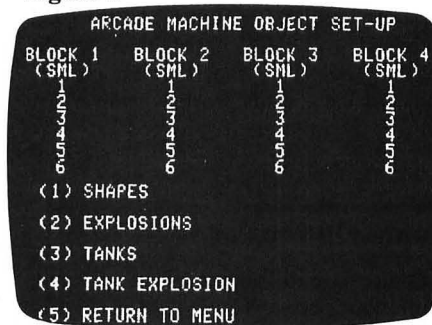 ARCADE MACHINE OBJECT SET-UP
BLOCK 1 BLOCK 2 BLOCK 3 BLOCK 4
(SML) (SML) (SML) (SML)
1 1 1 1
2 2 2 2
3 3 3 3
4 4 4 4
5 5 5 5
6 6 6 6
(1) SHAPES
(2) EXPLOSIONS
(3) TANKS
(4) TANK EXPLOSION
(5) RETURN TO MENU